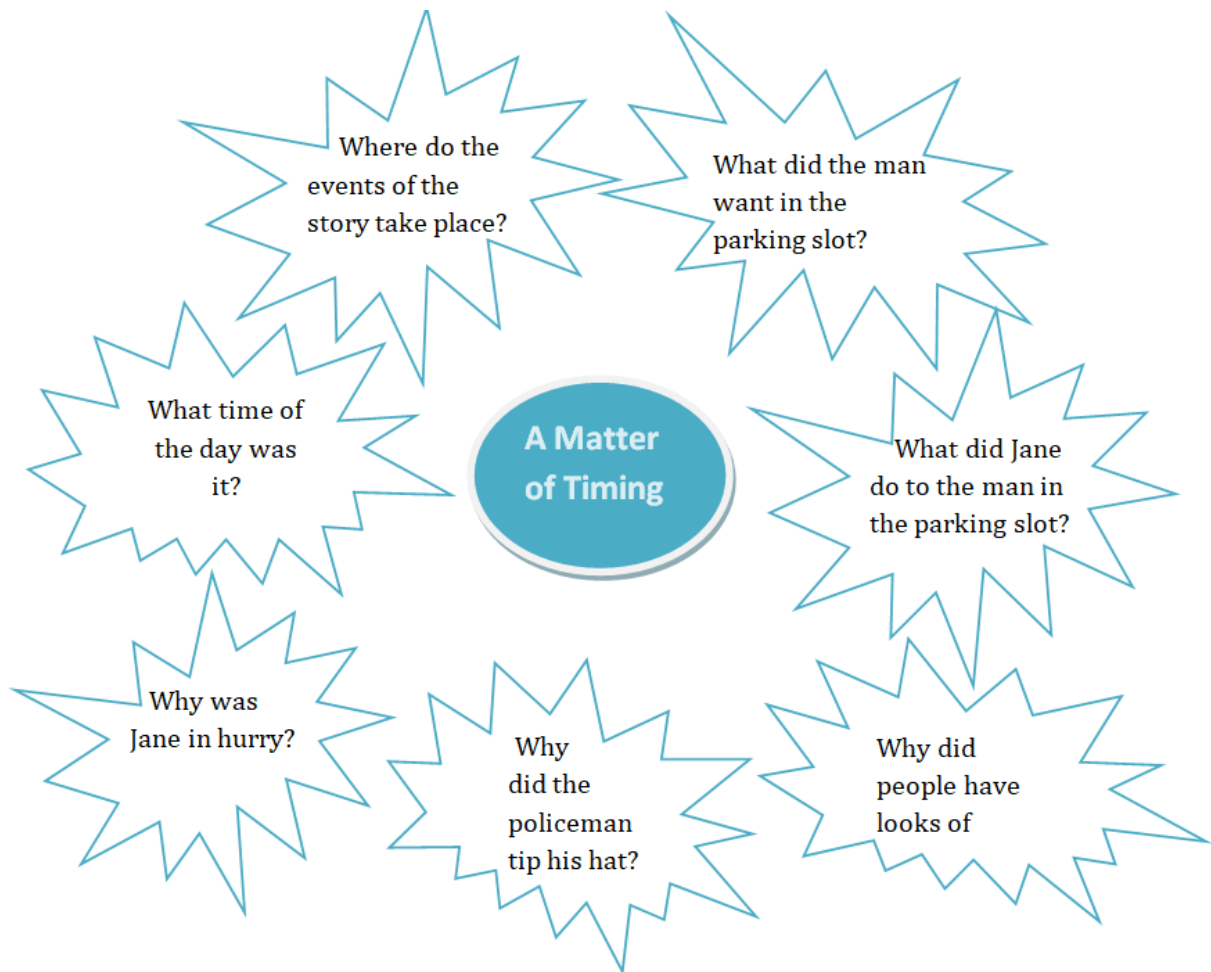 Where do the
events of the
story take place?
What did the man
want in the
parking slot?
What time of
the day was
it?
A Matter
of Timing
What did Jane
do to the man in
the parking slot?
Why was
Jane in hurry?
Why
did the
policeman
tip his hat?
Why did
people have
looks of